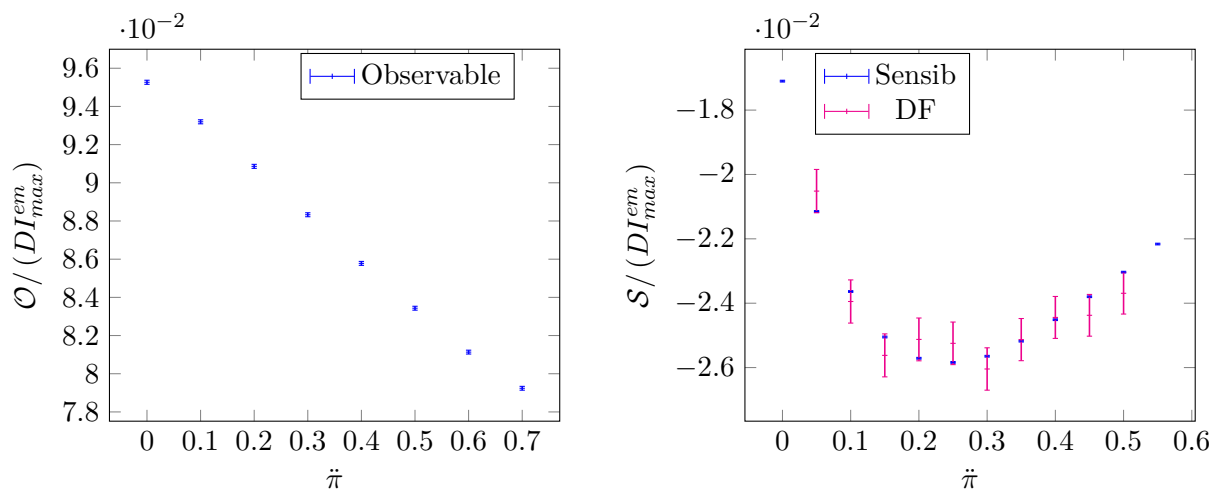 ·10⁻²
9.6
9.4
9.2
9
8.8
8.6
8.4
8.2
8
7.8
0 0.1 0.2 0.3 0.4 0.5 0.6 0.7
π̈
𝒪/(DI^{em}_{max})
Observable
·10⁻²
−1.8
−2
−2.2
−2.4
−2.6
0 0.1 0.2 0.3 0.4 0.5 0.6
π̈
𝒮/(DI^{em}_{max})
Sensib
DF